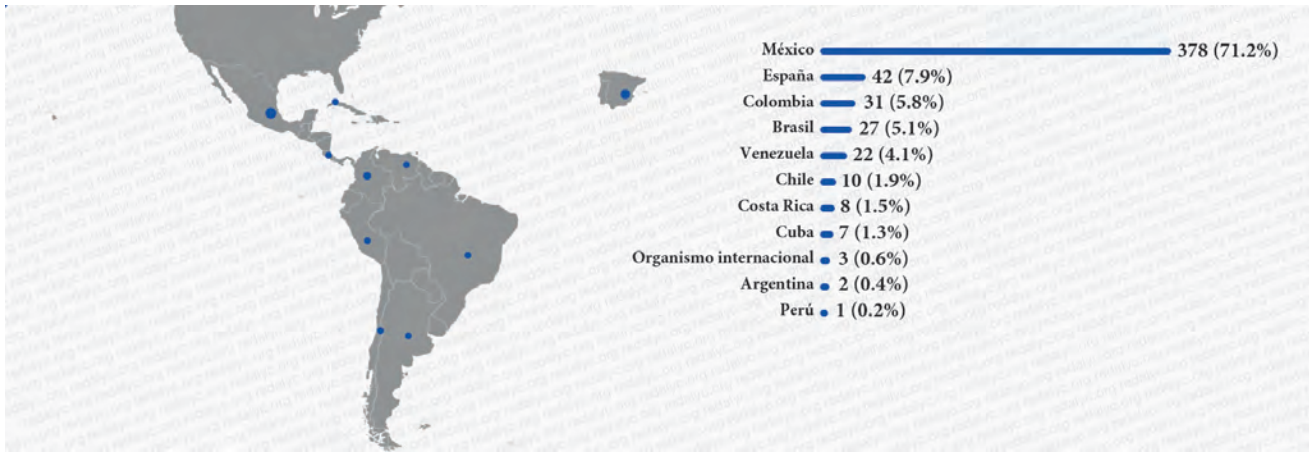 México 378 (71.2%)
España 42 (7.9%)
Colombia 31 (5.8%)
Brasil 27 (5.1%)
Venezuela 22 (4.1%)
Chile 10 (1.9%)
Costa Rica 8 (1.5%)
Cuba 7 (1.3%)
Organismo internacional 3 (0.6%)
Argentina 2 (0.4%)
Perú 1 (0.2%)